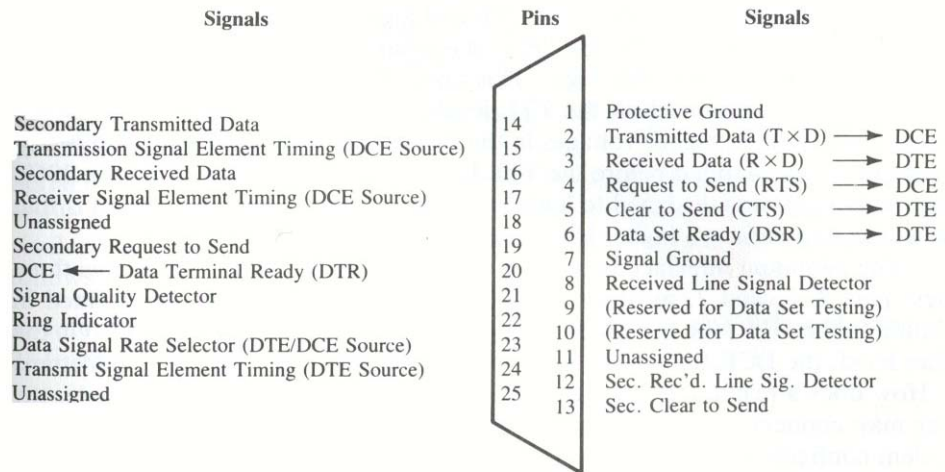 Signals Pins Signals
Secondary Transmitted Data 14
Transmission Signal Element Timing (DCE Source) 15
Secondary Received Data 16
Receiver Signal Element Timing (DCE Source) 17
Unassigned 18
Secondary Request to Send 19
DCE ← Data Terminal Ready (DTR) 20
Signal Quality Detector 21
Ring Indicator 22
Data Signal Rate Selector (DTE/DCE Source) 23
Transmit Signal Element Timing (DTE Source) 24
Unassigned 25
1 Protective Ground
2 Transmitted Data (T × D) → DCE
3 Received Data (R × D) → DTE
4 Request to Send (RTS) → DCE
5 Clear to Send (CTS) → DTE
6 Data Set Ready (DSR) → DTE
7 Signal Ground
8 Received Line Signal Detector
9 (Reserved for Data Set Testing)
10 (Reserved for Data Set Testing)
11 Unassigned
12 Sec. Rec'd. Line Sig. Detector
13 Sec. Clear to Send